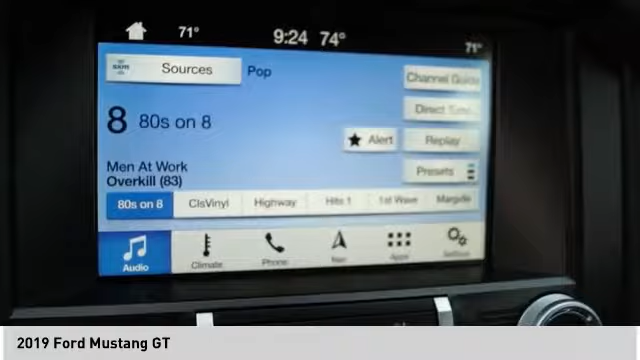 71° 9:24 74° 71°
Sources Pop Channel Guide
8 80s on 8 Direct Tune
Alert Replay
Men At Work Presets
Overkill (83)
80s on 8 ClsVinyl Highway Hits 1 1st Wave Margville
Audio Climate Phone Nav Apps Settings
2019 Ford Mustang GT